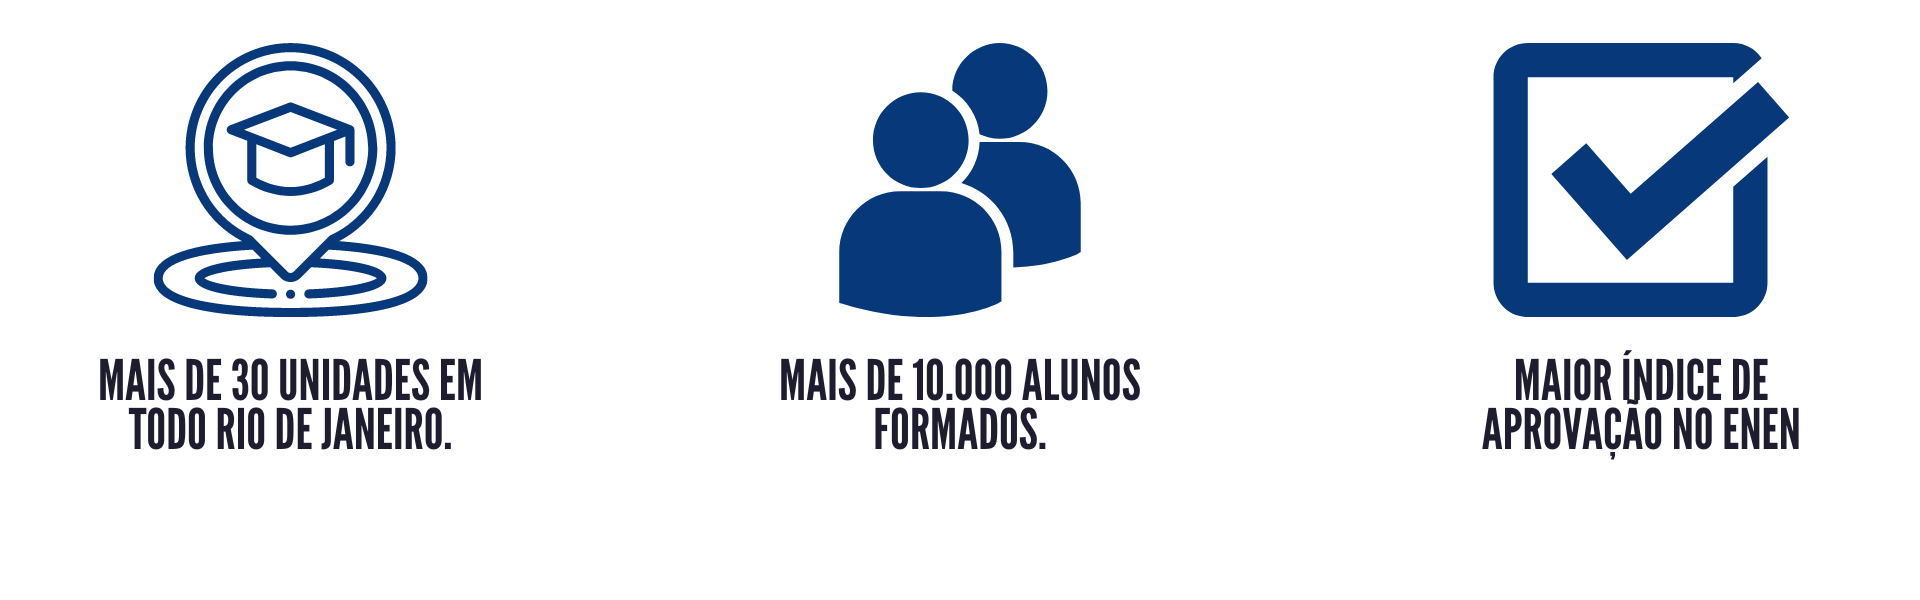 MAIS DE 30 UNIDADES EM
TODO RIO DE JANEIRO.
MAIS DE 10.000 ALUNOS
FORMADOS.
MAIOR ÍNDICE DE
APROVAÇÃO NO ENEN